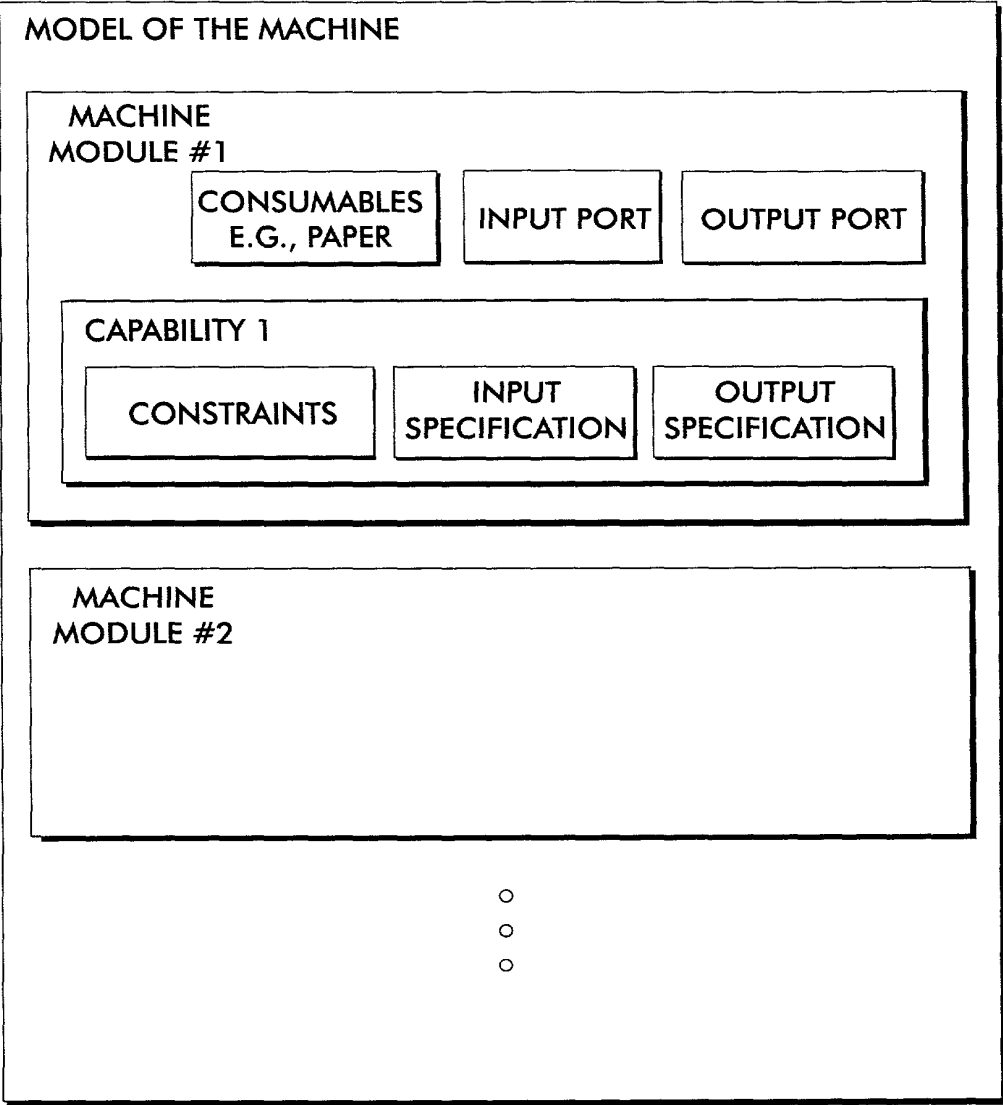 MODEL OF THE MACHINE
MACHINE
MODULE #1
CONSUMABLES
E.G., PAPER
INPUT PORT
OUTPUT PORT
CAPABILITY 1
CONSTRAINTS
INPUT
SPECIFICATION
OUTPUT
SPECIFICATION
MACHINE
MODULE #2